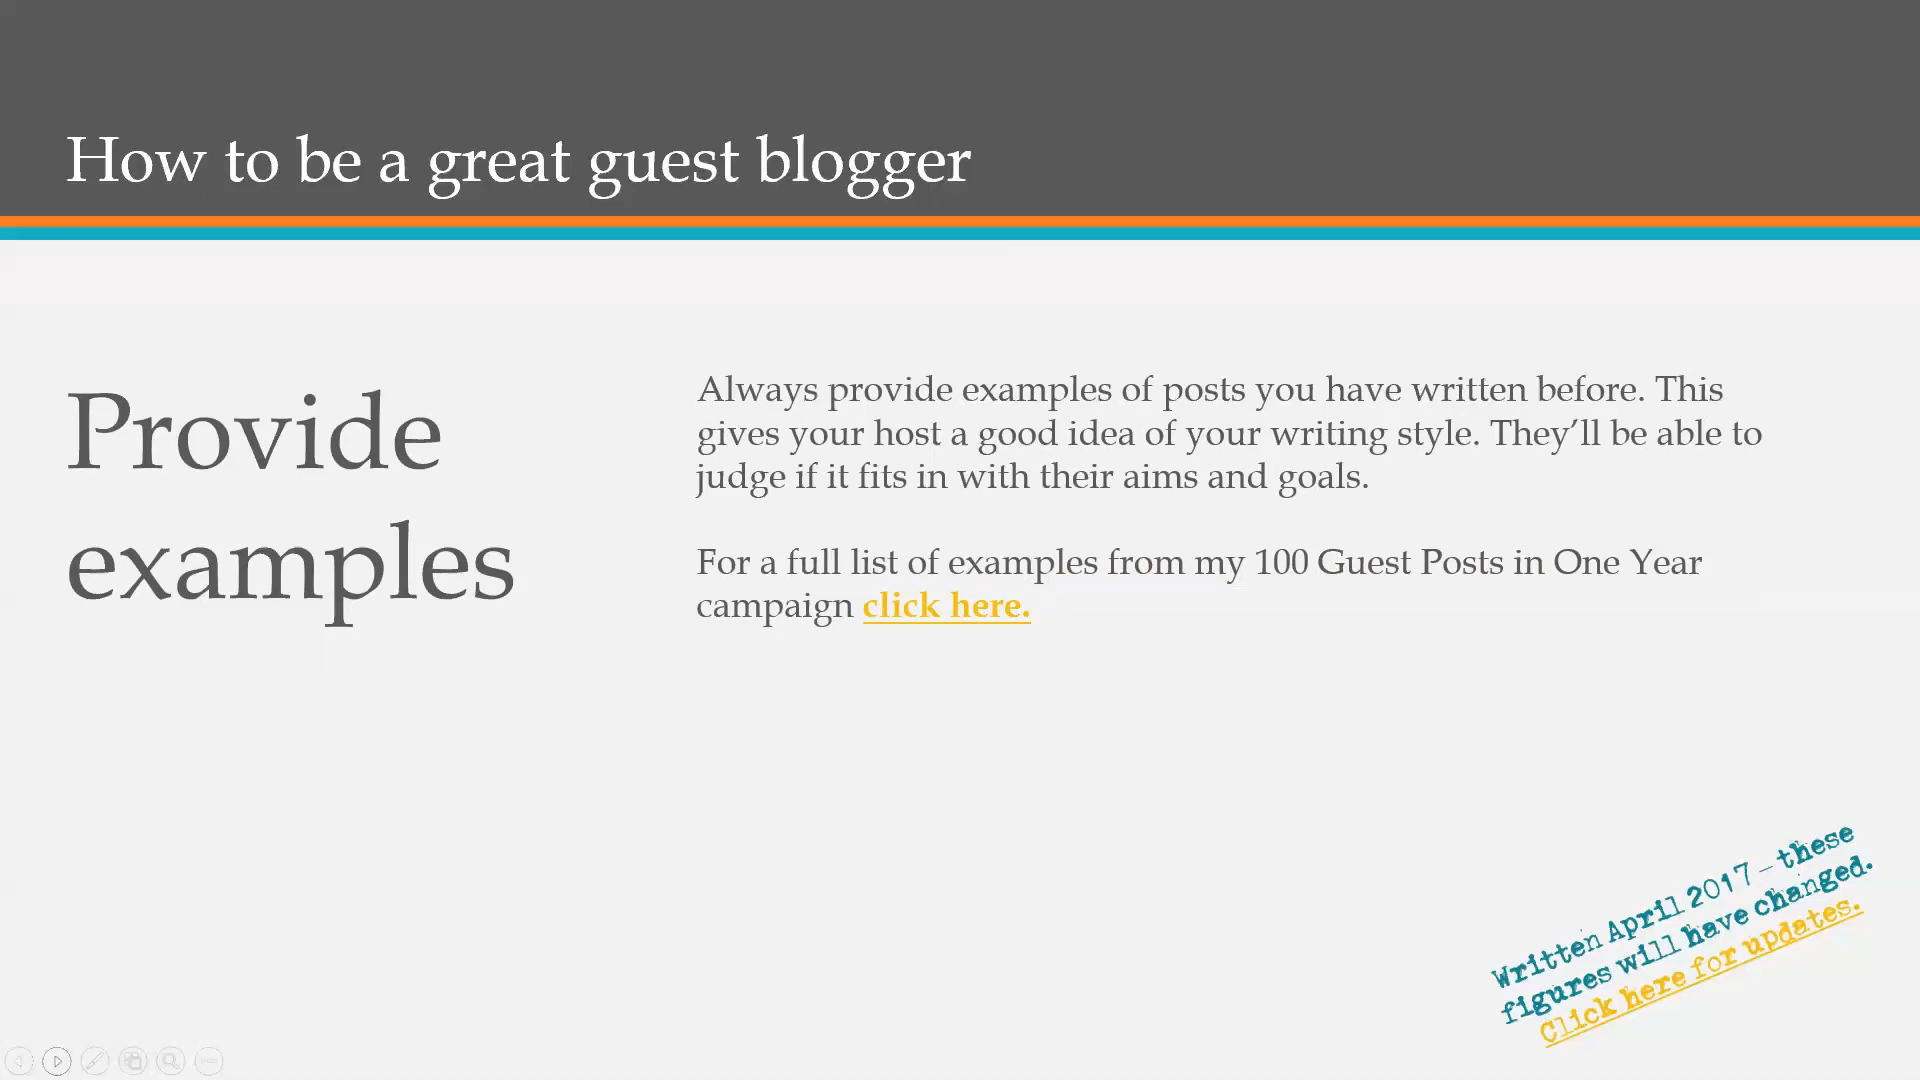 How to be a great guest blogger
Provide
examples
Always provide examples of posts you have written before. This
gives your host a good idea of your writing style. They’ll be able to
judge if it fits in with their aims and goals.
For a full list of examples from my 100 Guest Posts in One Year
campaign click here.
Written April 2017 – these
figures will have changed.
Click here for updates.